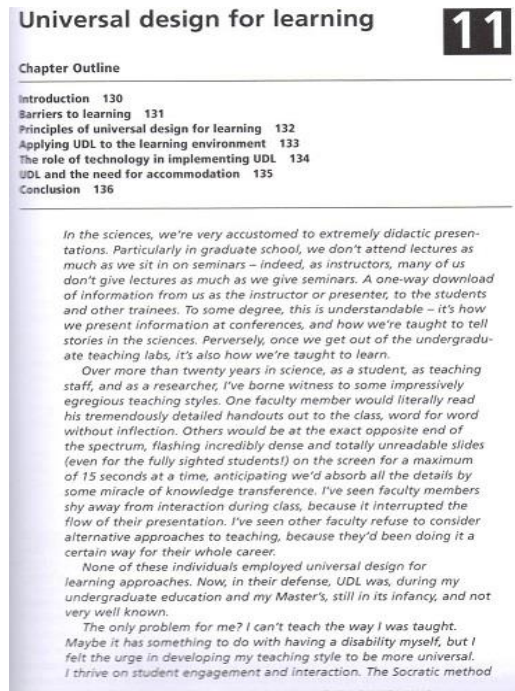 Universal design for learning
11
Chapter Outline
Introduction 130
Barriers to learning 131
Principles of universal design for learning 132
Applying UDL to the learning environment 133
The role of technology in implementing UDL 134
UDL and the need for accommodation 135
Conclusion 136
In the sciences, we're very accustomed to extremely didactic presen-
tations. Particularly in graduate school, we don't attend lectures as
much as we sit in on seminars – indeed, as instructors, many of us
don't give lectures as much as we give seminars. A one-way download
of information from us as the instructor or presenter, to the students
and other trainees. To some degree, this is understandable – it's how
we present information at conferences, and how we're taught to tell
stories in the sciences. Perversely, once we get out of the undergradu-
ate teaching labs, it's also how we're taught to learn.
Over more than twenty years in science, as a student, as teaching
staff, and as a researcher, I've borne witness to some impressively
egregious teaching styles. One faculty member would literally read
his tremendously detailed handouts out to the class, word for word
without inflection. Others would be at the exact opposite end of
the spectrum, flashing incredibly dense and totally unreadable slides
(even for the fully sighted students!) on the screen for a maximum
of 15 seconds at a time, anticipating we'd absorb all the details by
some miracle of knowledge transference. I've seen faculty members
shy away from interaction during class, because it interrupted the
flow of their presentation. I've seen other faculty refuse to consider
alternative approaches to teaching, because they'd been doing it a
certain way for their whole career.
None of these individuals employed universal design for
learning approaches. Now, in their defense, UDL was, during my
undergraduate education and my Master's, still in its infancy, and not
very well known.
The only problem for me? I can't teach the way I was taught.
Maybe it has something to do with having a disability myself, but I
felt the urge in developing my teaching style to be more universal.
I thrive on student engagement and interaction. The Socratic method